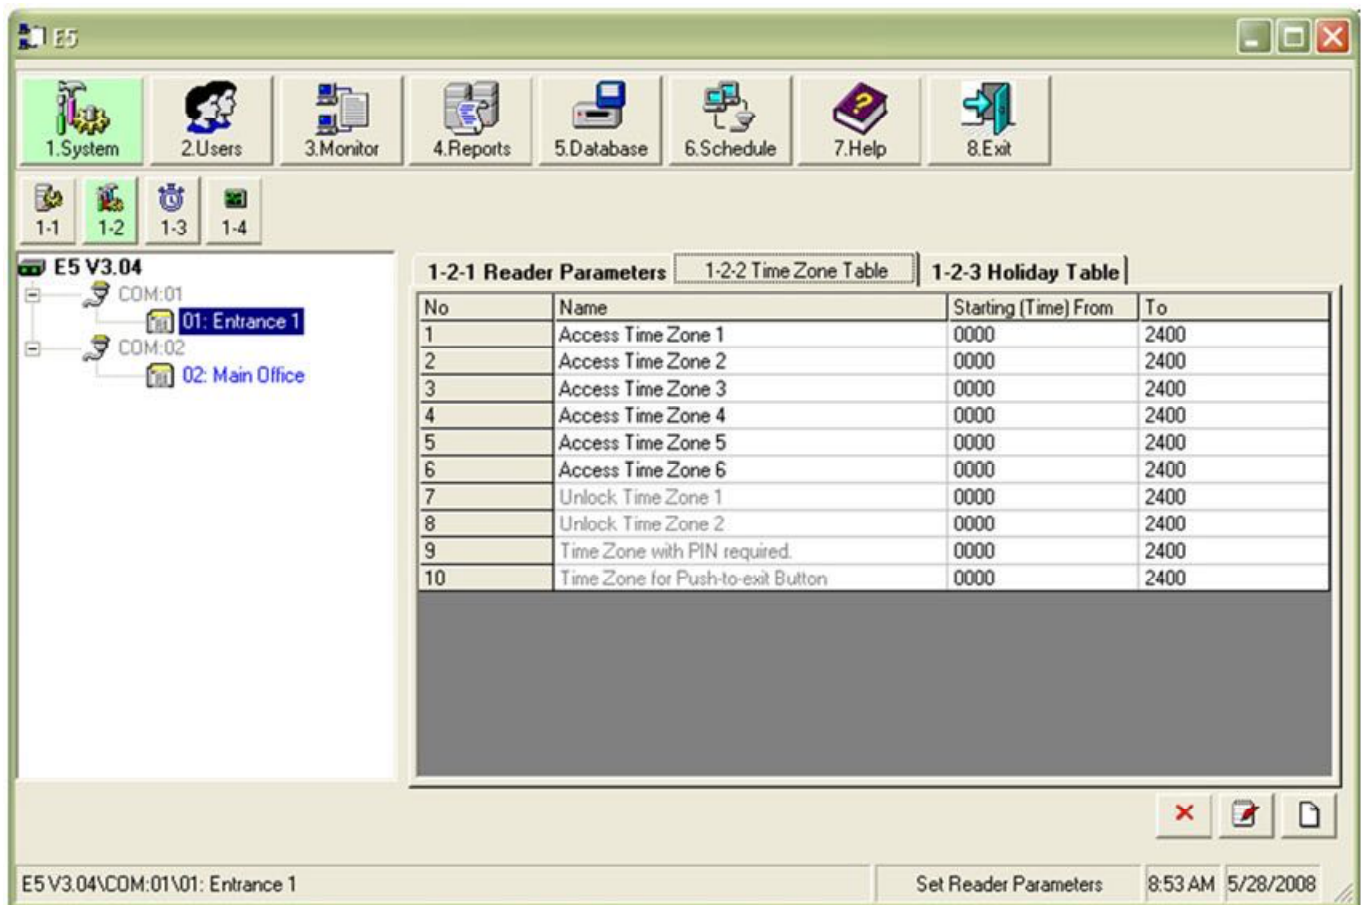 E5
1.System 2.Users 3.Monitor 4.Reports 5.Database 6.Schedule 7.Help 8.Exit
1-1 1-2 1-3 1-4
E5 V3.04
COM:01
01: Entrance 1
COM:02
02: Main Office
1-2-1 Reader Parameters 1-2-2 Time Zone Table 1-2-3 Holiday Table
No Name Starting (Time) From To
1 Access Time Zone 1 0000 2400
2 Access Time Zone 2 0000 2400
3 Access Time Zone 3 0000 2400
4 Access Time Zone 4 0000 2400
5 Access Time Zone 5 0000 2400
6 Access Time Zone 6 0000 2400
7 Unlock Time Zone 1 0000 2400
8 Unlock Time Zone 2 0000 2400
9 Time Zone with PIN required. 0000 2400
10 Time Zone for Push-to-exit Button 0000 2400
E5 V3.04\COM:01\01: Entrance 1 Set Reader Parameters 8:53 AM 5/28/2008